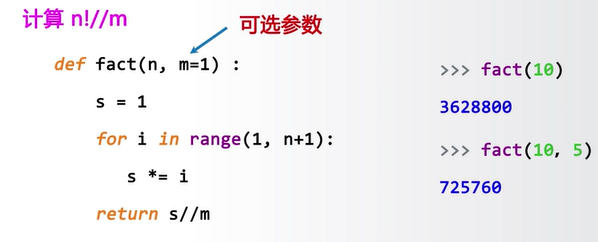 计算 n!//m
可选参数
def fact(n, m=1) :
s = 1
for i in range(1, n+1):
s *= i
return s//m
>>> fact(10)
3628800
>>> fact(10, 5)
725760